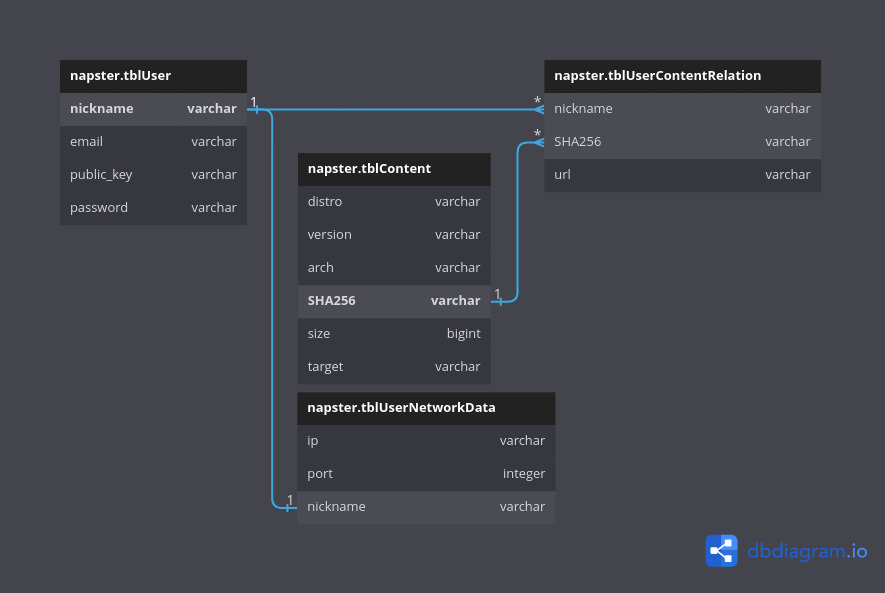 napster.tblUser
nickname varchar
email varchar
public_key varchar
password varchar
1
napster.tblUserContentRelation
* nickname varchar
* SHA256 varchar
url varchar
napster.tblContent
distro varchar
version varchar
arch varchar
SHA256 varchar
1
size bigint
target varchar
napster.tblUserNetworkData
ip varchar
port integer
1 nickname varchar
dbdiagram.io